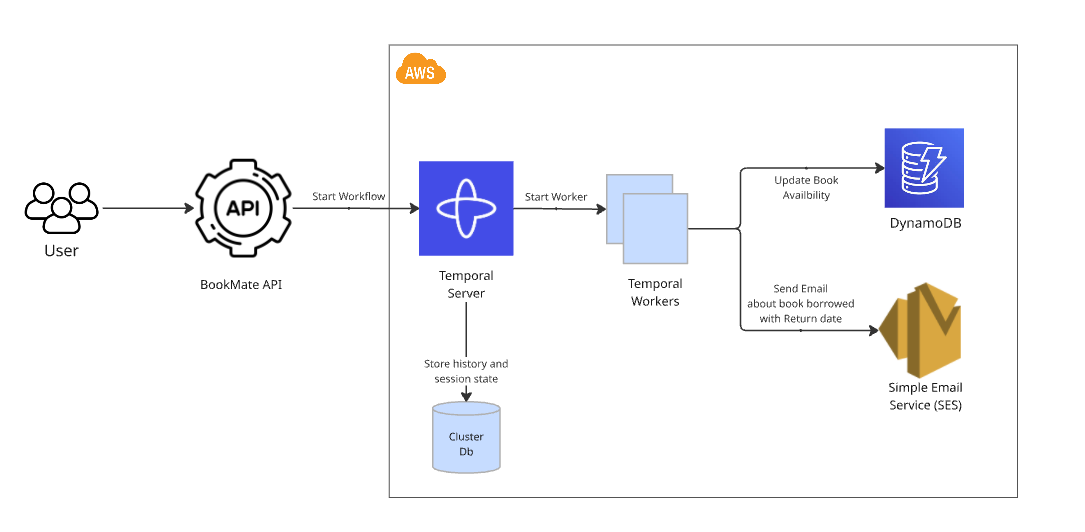 AWS
User
API
BookMate API
Start Workflow
Temporal
Server
Start Worker
Temporal
Workers
Update Book
Availbility
DynamoDB
Send Email
about book borrowed
with Return date
Simple Email
Service (SES)
Store history and
session state
Cluster
Db